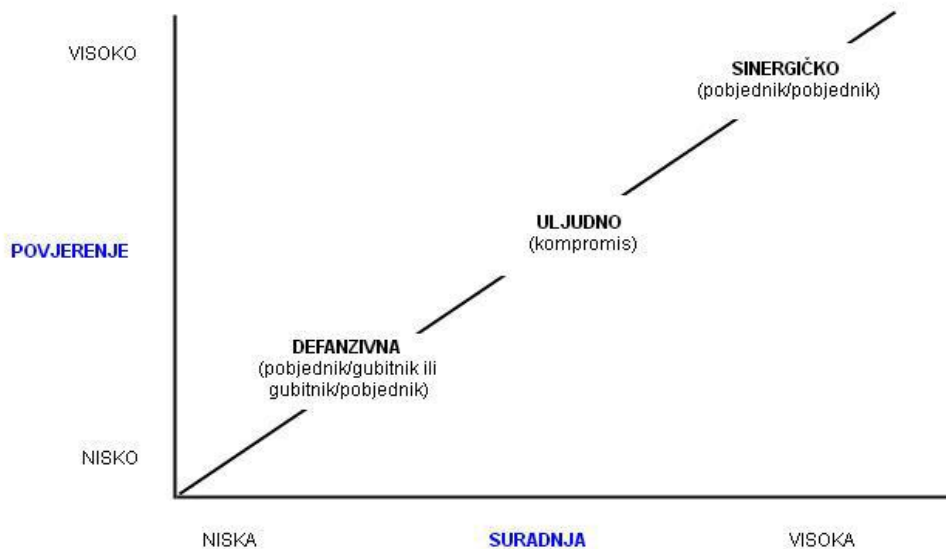 VISOKO
SINERGIČKO
(pobjednik/pobjednik)
ULJUDNO
(kompromis)
POVJERENJE
DEFANZIVNA
(pobjednik/gubitnik ili
gubitnik/pobjednik)
NISKO
NISKA
SURADNJA
VISOKA